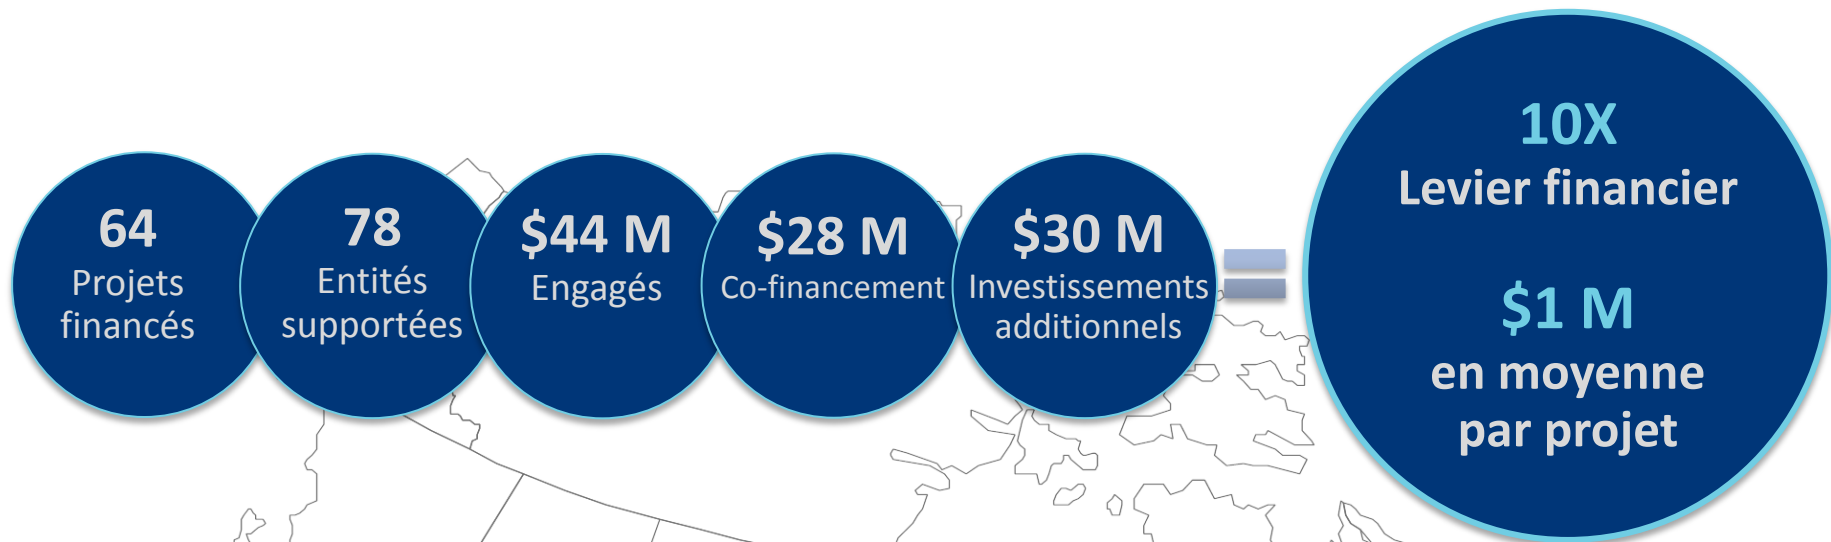 64
Projets
financés
78
Entités
supportées
$44 M
Engagés
$28 M
Co-financement
$30 M
Investissements
additionnels
10X
Levier financier
$1 M
en moyenne
par projet